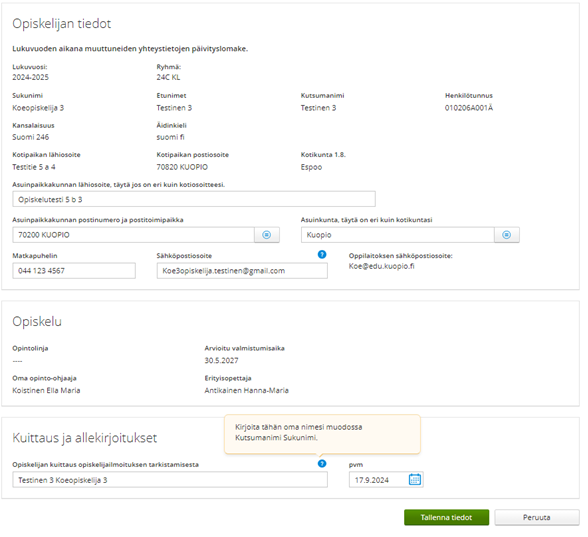 Opiskelijan tiedot
Lukuvuoden aikana muuttuneiden yhteystietojen päivityslomake.
Lukuvuosi: Ryhmä:
2024-2025 24C KL
Sukunimi Etunimet Kutsumanimi Henkilötunnus
Koeopiskelija 3 Testinen 3 Testinen 3 010206A001Ä
Kansalaisuus Äidinkieli
Suomi 246 suomi fi
Kotipaikan lähiosoite Kotipaikan postiosoite Kotikunta 1.8.
Testitie 5 a 4 70820 KUOPIO Espoo
Asuinpaikkakunnan lähiosoite, täytä jos on eri kuin kotiosoitteesi.
Opiskelutesti 5 b 3
Asuinpaikkakunnan postinumero ja postitoimipaikka Asuinkunta, täytä on eri kuin kotikuntasi
70200 KUOPIO Kuopio
Matkapuhelin Sähköpostiosoite ? Oppilaitoksen sähköpostiosoite:
044 123 4567 Koe3opiskelija.testinen@gmail.com Koe@edu.kuopio.fi
Opiskelu
Opintolinja Arvioitu valmistumisaika
---- 30.5.2027
Oma opinto-ohjaaja Erityisopettaja
Koistinen Ella Maria Antikainen Hanna-Maria
Kirjoita tähän oma nimesi muodossa
Kutsumanimi Sukunimi.
Kuittaus ja allekirjoitukset
Opiskelijan kuittaus opiskelijailmoituksen tarkistamisesta ? pvm
Testinen 3 Koeopiskelija 3 17.9.2024
Tallenna tiedot Peruuta